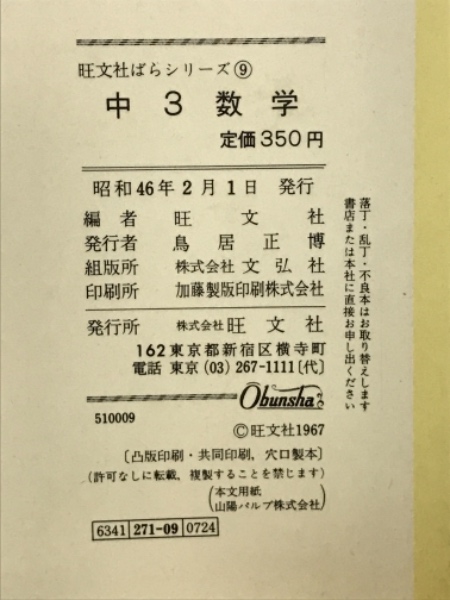 旺文社ばらシリーズ⑨
中3数学
定価350円
昭和46年2月1日 発行
編者 旺文社
発行者 鳥居正博
組版所 株式会社 文弘社
印刷所 加藤製版印刷株式会社
発行所 株式会社 旺文社
162東京都新宿区横寺町
電話 東京(03)267-1111〔代〕
Obunsha
510009
©旺文社1967
〔凸版印刷・共同印刷, 穴口製本〕
(許可なしに転載, 複製することを禁じます)
(本文用紙
山陽パルプ株式会社)
6341 271-09 0724
落丁・乱丁・不良本はお取り替えします
書店または本社に直接お申し出ください